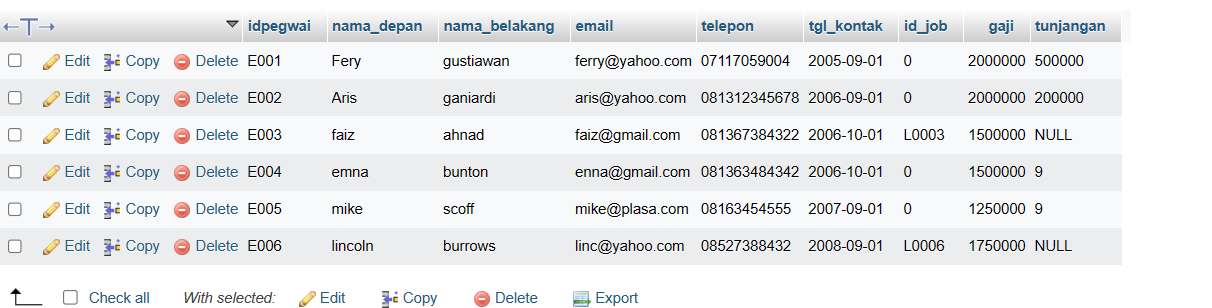 ←T→ ▼ idpegwai nama_depan nama_belakang email telepon tgl_kontak id_job gaji tunjangan
Edit Copy Delete E001 Fery gustiawan ferry@yahoo.com 07117059004 2005-09-01 0 2000000 500000
Edit Copy Delete E002 Aris ganiardi aris@yahoo.com 081312345678 2006-09-01 0 2000000 200000
Edit Copy Delete E003 faiz ahnad faiz@gmail.com 081367384322 2006-10-01 L0003 1500000 NULL
Edit Copy Delete E004 emna bunton enna@gmail.com 081363484342 2006-10-01 0 1500000 9
Edit Copy Delete E005 mike scoff mike@plasa.com 08163454555 2007-09-01 0 1250000 9
Edit Copy Delete E006 lincoln burrows linc@yahoo.com 08527388432 2008-09-01 L0006 1750000 NULL
Check all With selected: Edit Copy Delete Export